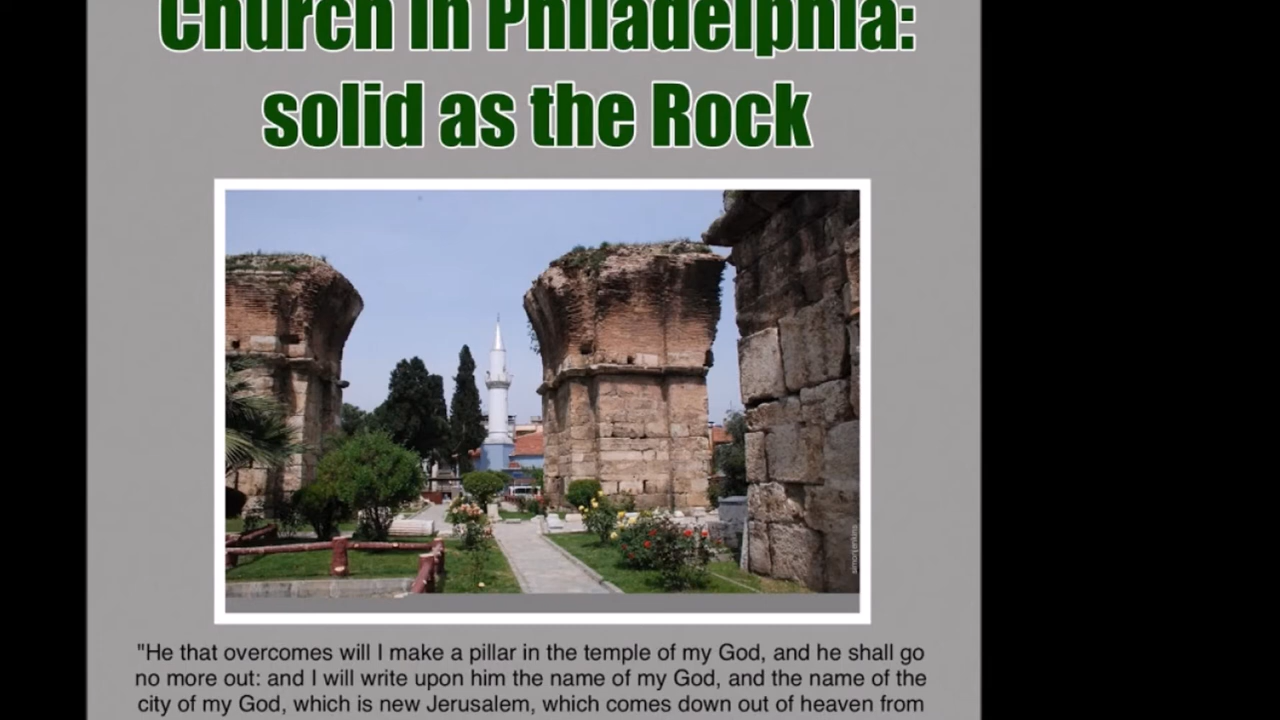 Church in Philadelphia:
solid as the Rock
simonjenkins
"He that overcomes will I make a pillar in the temple of my God, and he shall go
no more out: and I will write upon him the name of my God, and the name of the
city of my God, which is new Jerusalem, which comes down out of heaven from